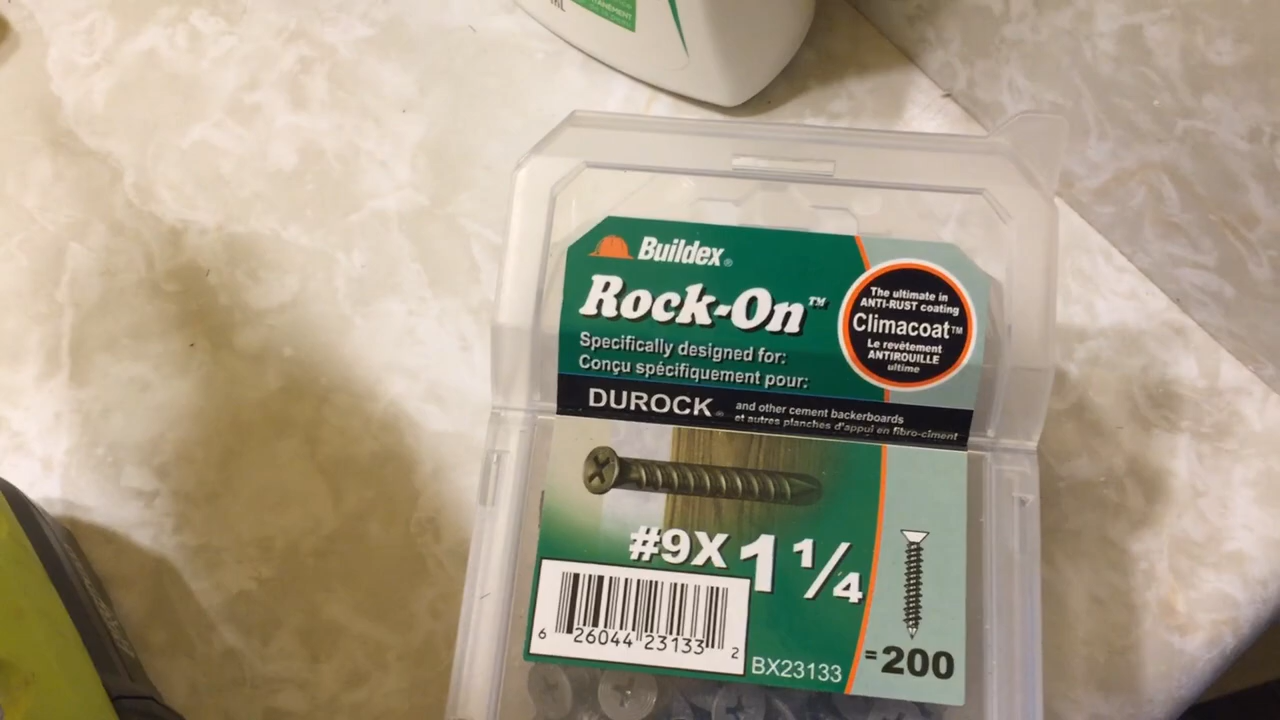 Buildex®
Rock-On™
Specifically designed for:
Conçu spécifiquement pour:
The ultimate in
ANTI-RUST coating
Climacoat™
Le revêtement
ANTIROUILLE
ultime
DUROCK® and other cement backerboards
et autres planches d'appui en fibro-ciment
#9X 1 1/4
6 26044 23133 2
BX23133
=200